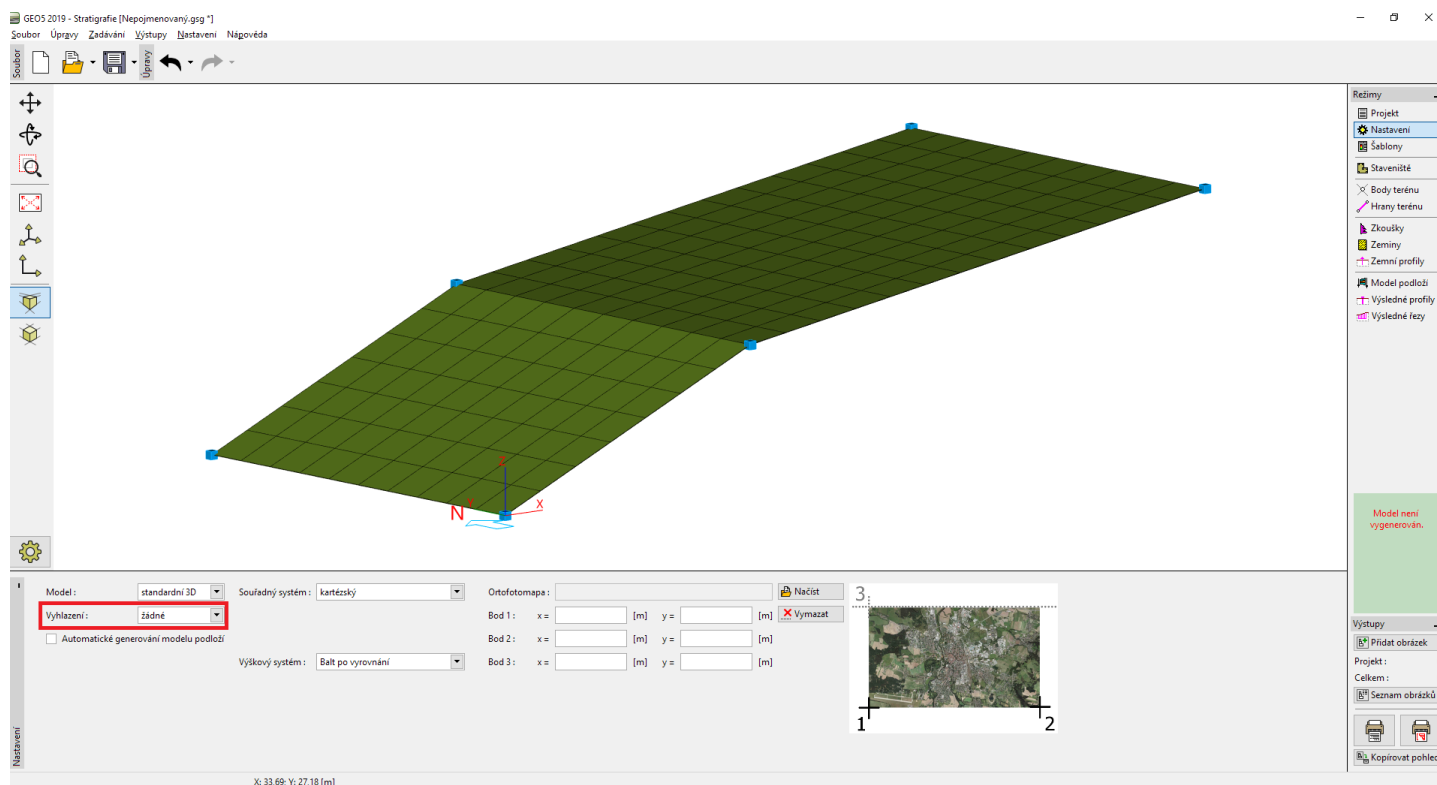 GEO5 2019 - Stratigrafie [Nepojmenovaný.gsg *]
Soubor Úpravy Zadávání Výstupy Nastavení Nápověda
Soubor
Úpravy
Režimy
Projekt
Nastavení
Šablony
Staveniště
Body terénu
Hrany terénu
Zkoušky
Zeminy
Zemní profily
Model podloží
Výsledné profily
Výsledné řezy
Z
N Y X
Model není
vygenerován.
Nastavení
Model : standardní 3D Souřadný systém : kartézský Ortofotomapa : Načíst
Vyhlazení : žádné Bod 1 : x = [m] y = [m] Vymazat
Automatické generování modelu podloží Bod 2 : x = [m] y = [m]
Výškový systém : Balt po vyrovnání Bod 3 : x = [m] y = [m]
3
1 2
Výstupy
Přidat obrázek
Projekt :
Celkem :
Seznam obrázků
Kopírovat pohled
X: 33,69; Y: 27,18 [m]